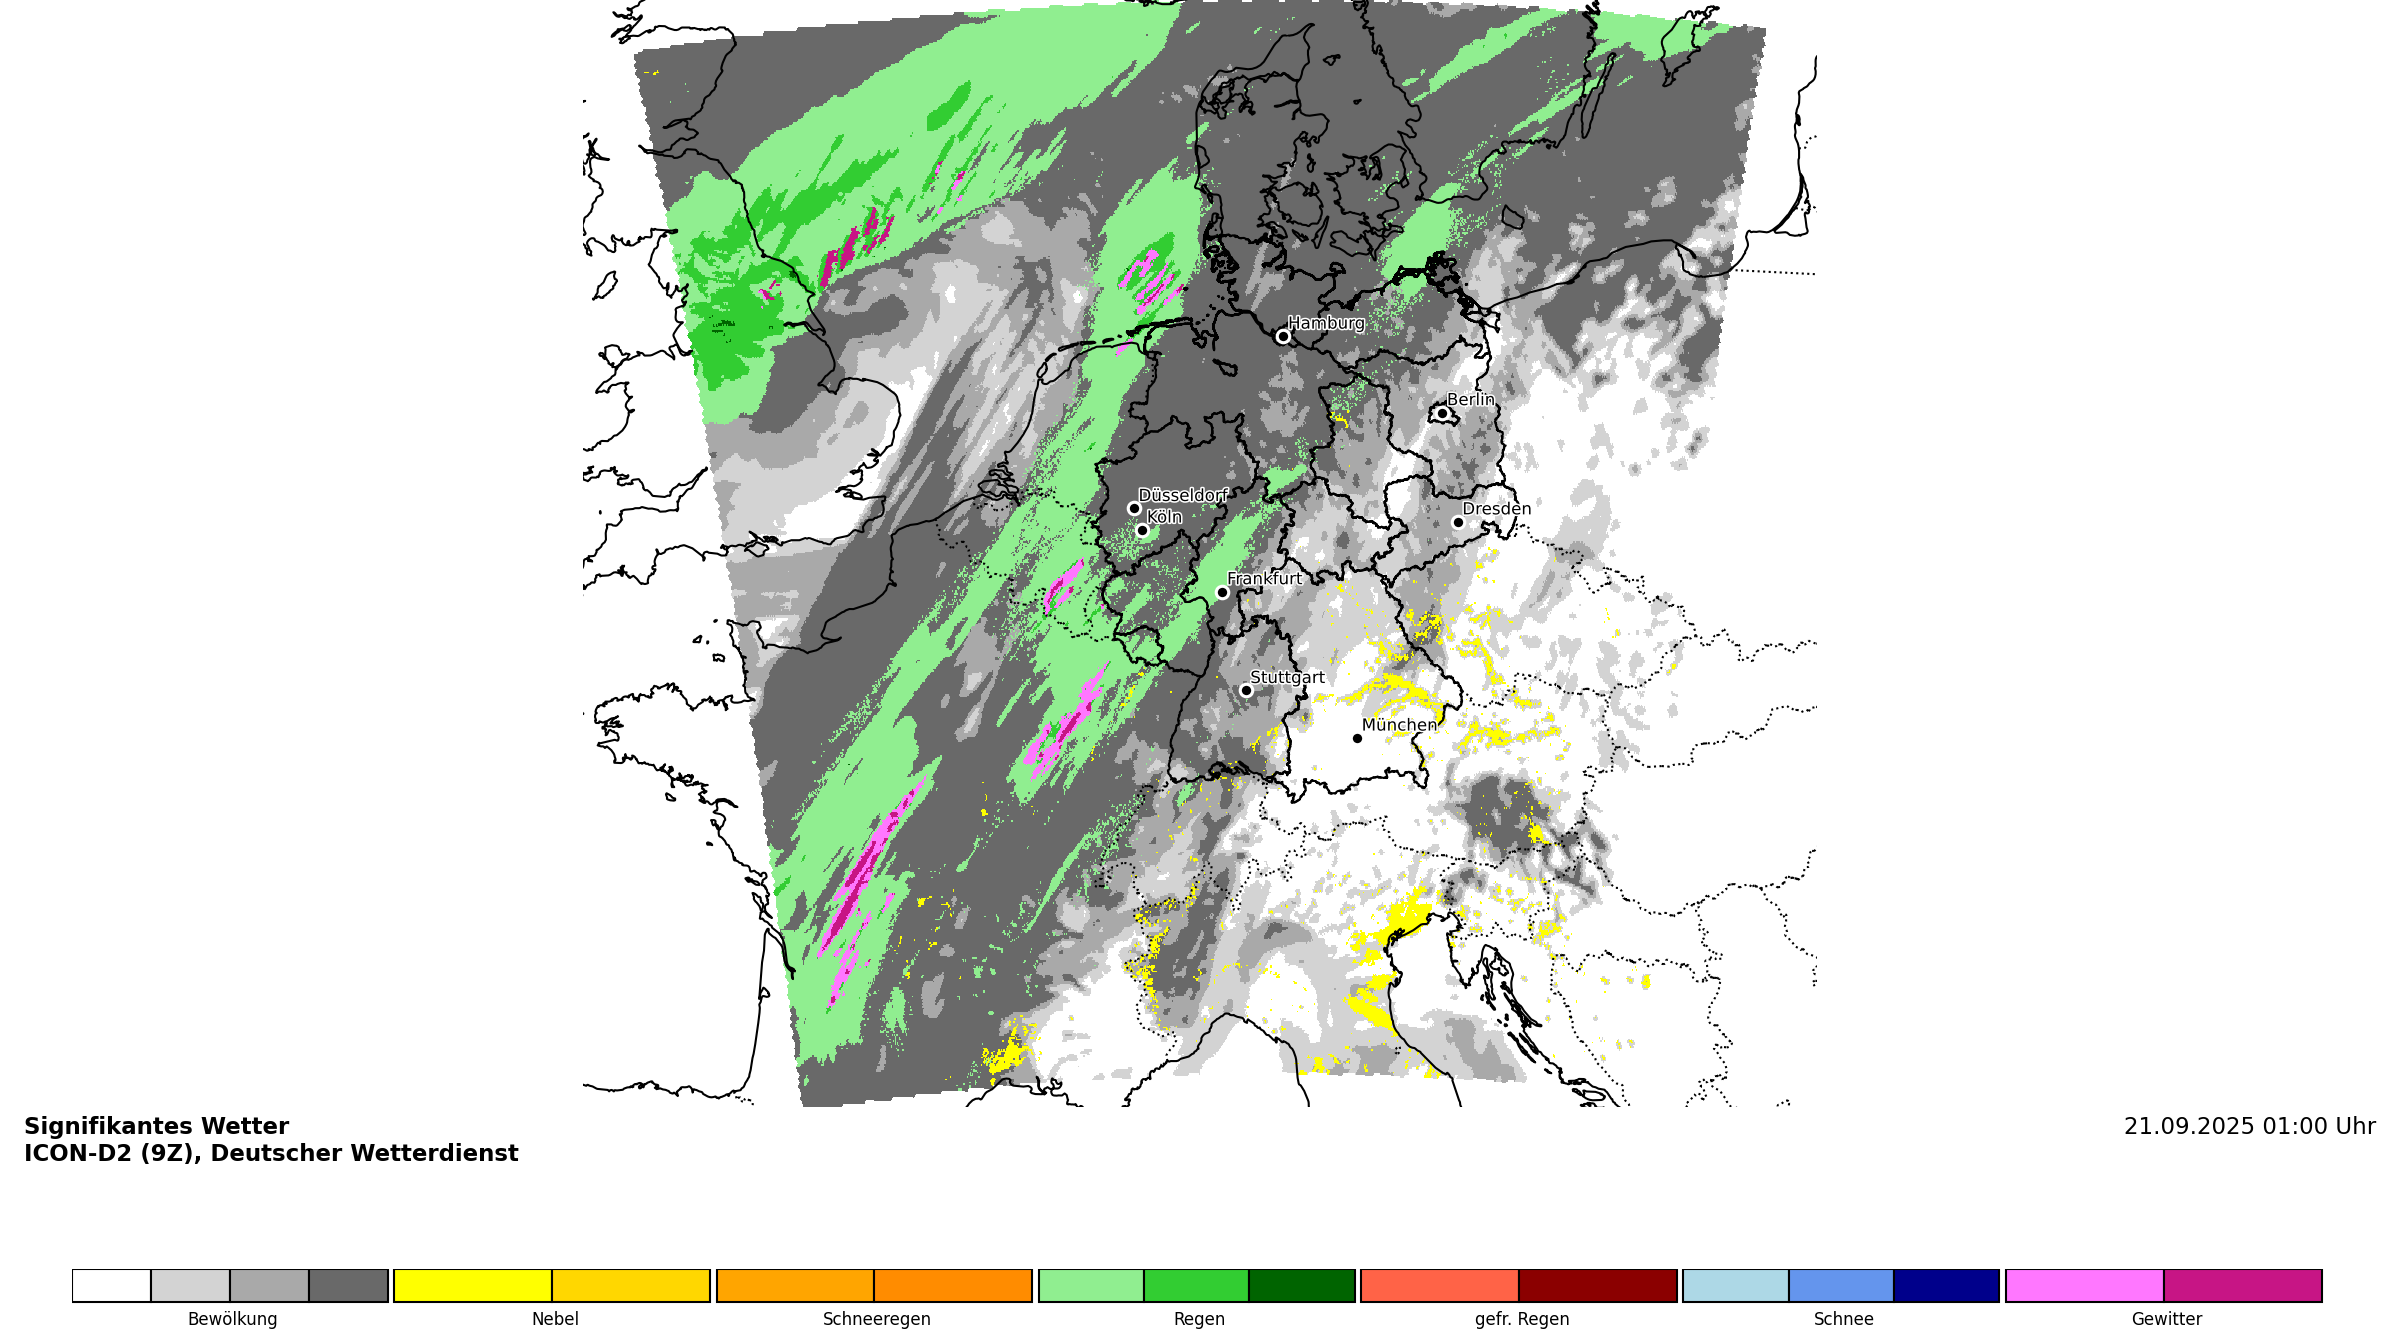 Hamburg
Berlin
Düsseldorf
Köln
Dresden
Frankfurt
Stuttgart
München
Signifikantes Wetter
ICON-D2 (9Z), Deutscher Wetterdienst
21.09.2025 01:00 Uhr
Bewölkung
Nebel
Schneeregen
Regen
gefr. Regen
Schnee
Gewitter